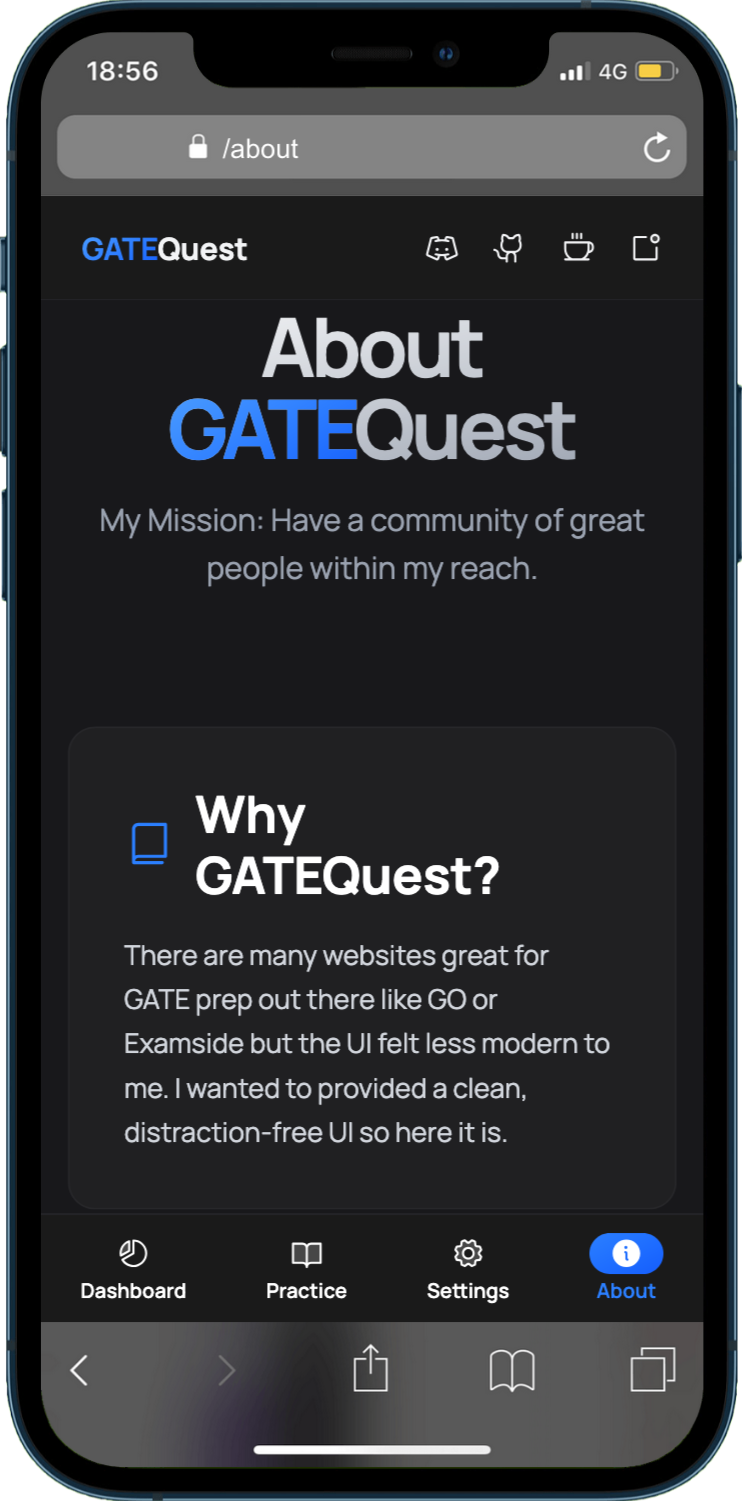 18:56 4G
/about
GATEQuest
About
GATEQuest
My Mission: Have a community of great
people within my reach.
Why
GATEQuest?
There are many websites great for
GATE prep out there like GO or
Examside but the UI felt less modern to
me. I wanted to provided a clean,
distraction-free UI so here it is.
Dashboard Practice Settings About